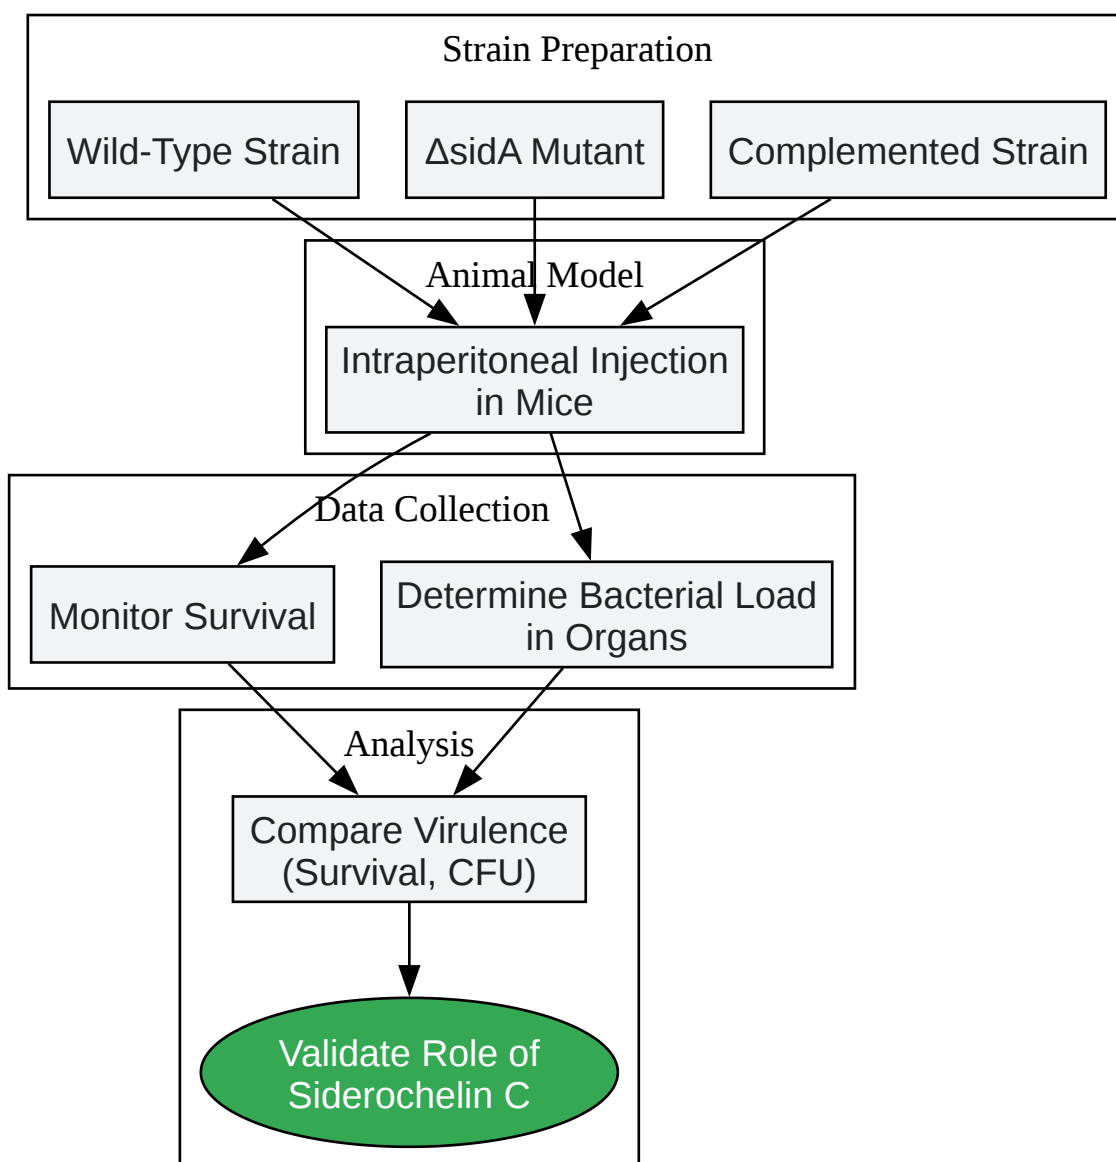 Strain Preparation
Wild-Type Strain
ΔsidA Mutant
Complemented Strain
Animal Model
Intraperitoneal Injection
in Mice
Data Collection
Monitor Survival
Determine Bacterial Load
in Organs
Analysis
Compare Virulence
(Survival, CFU)
Validate Role of
Siderochelin C